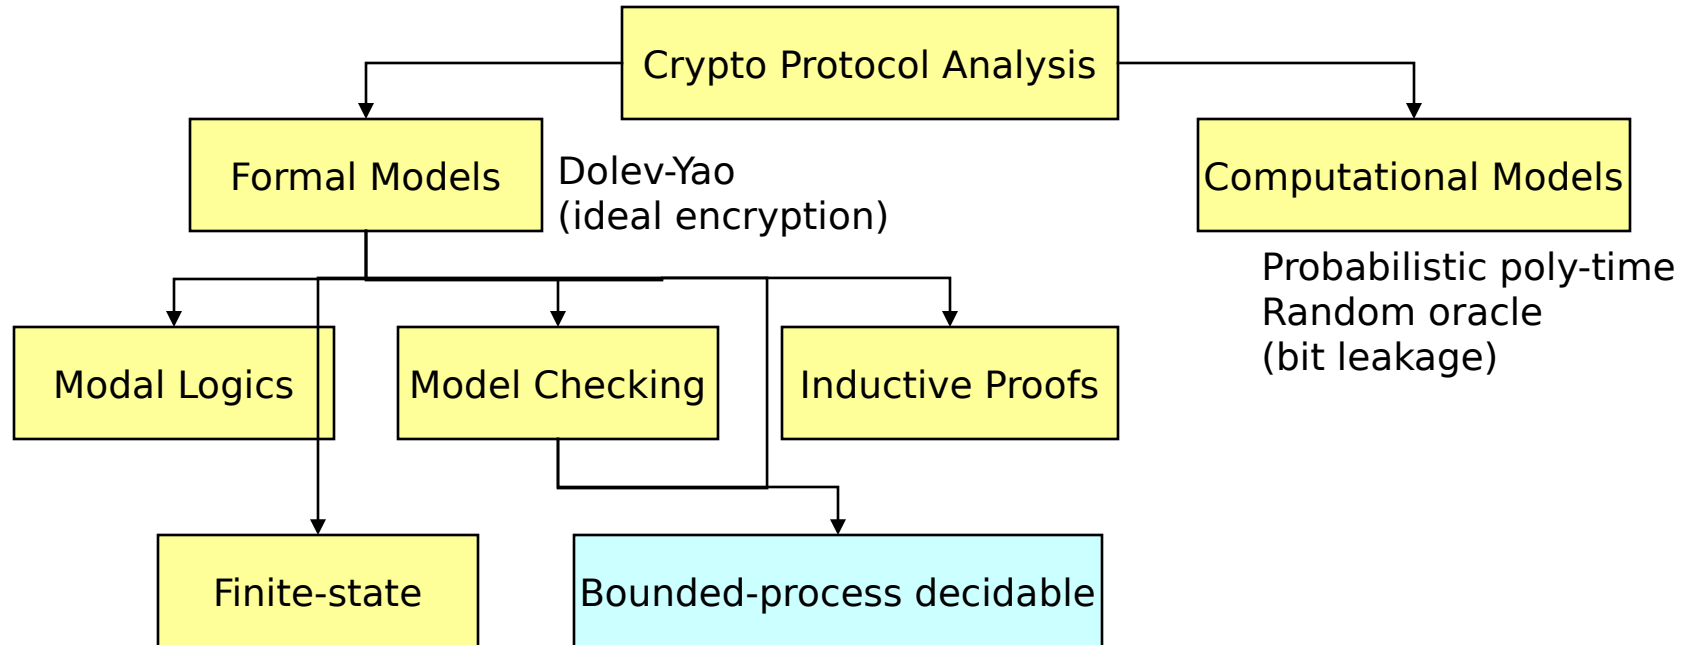 Crypto Protocol Analysis
Formal Models
Dolev-Yao
(ideal encryption)
Computational Models
Probabilistic poly-time
Random oracle
(bit leakage)
Modal Logics
Model Checking
Inductive Proofs
Finite-state
Bounded-process decidable